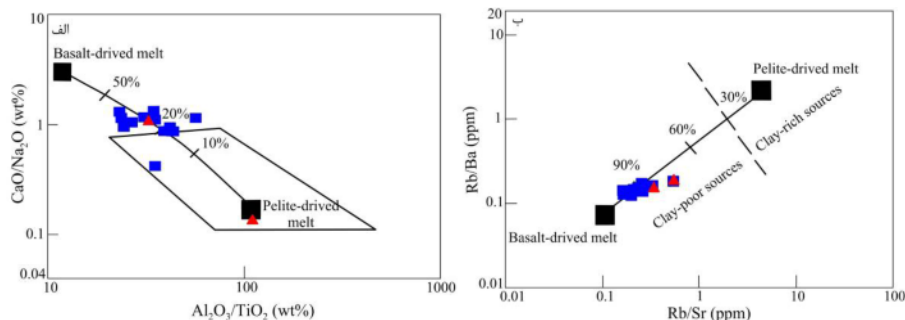 الف
10
Basalt-drived melt
50%
20%
1
10%
Pelite-drived
melt
0.1
0.04
10
100
1000
CaO/Na₂O (wt%)
Al₂O₃/TiO₂ (wt%)
ب
10
Pelite-drived melt
30%
1
60%
Clay-rich sources
90%
Clay-poor sources
0.1
Basalt-drived melt
0.01
0.01
0.1
1
10
100
Rb/Ba (ppm)
Rb/Sr (ppm)